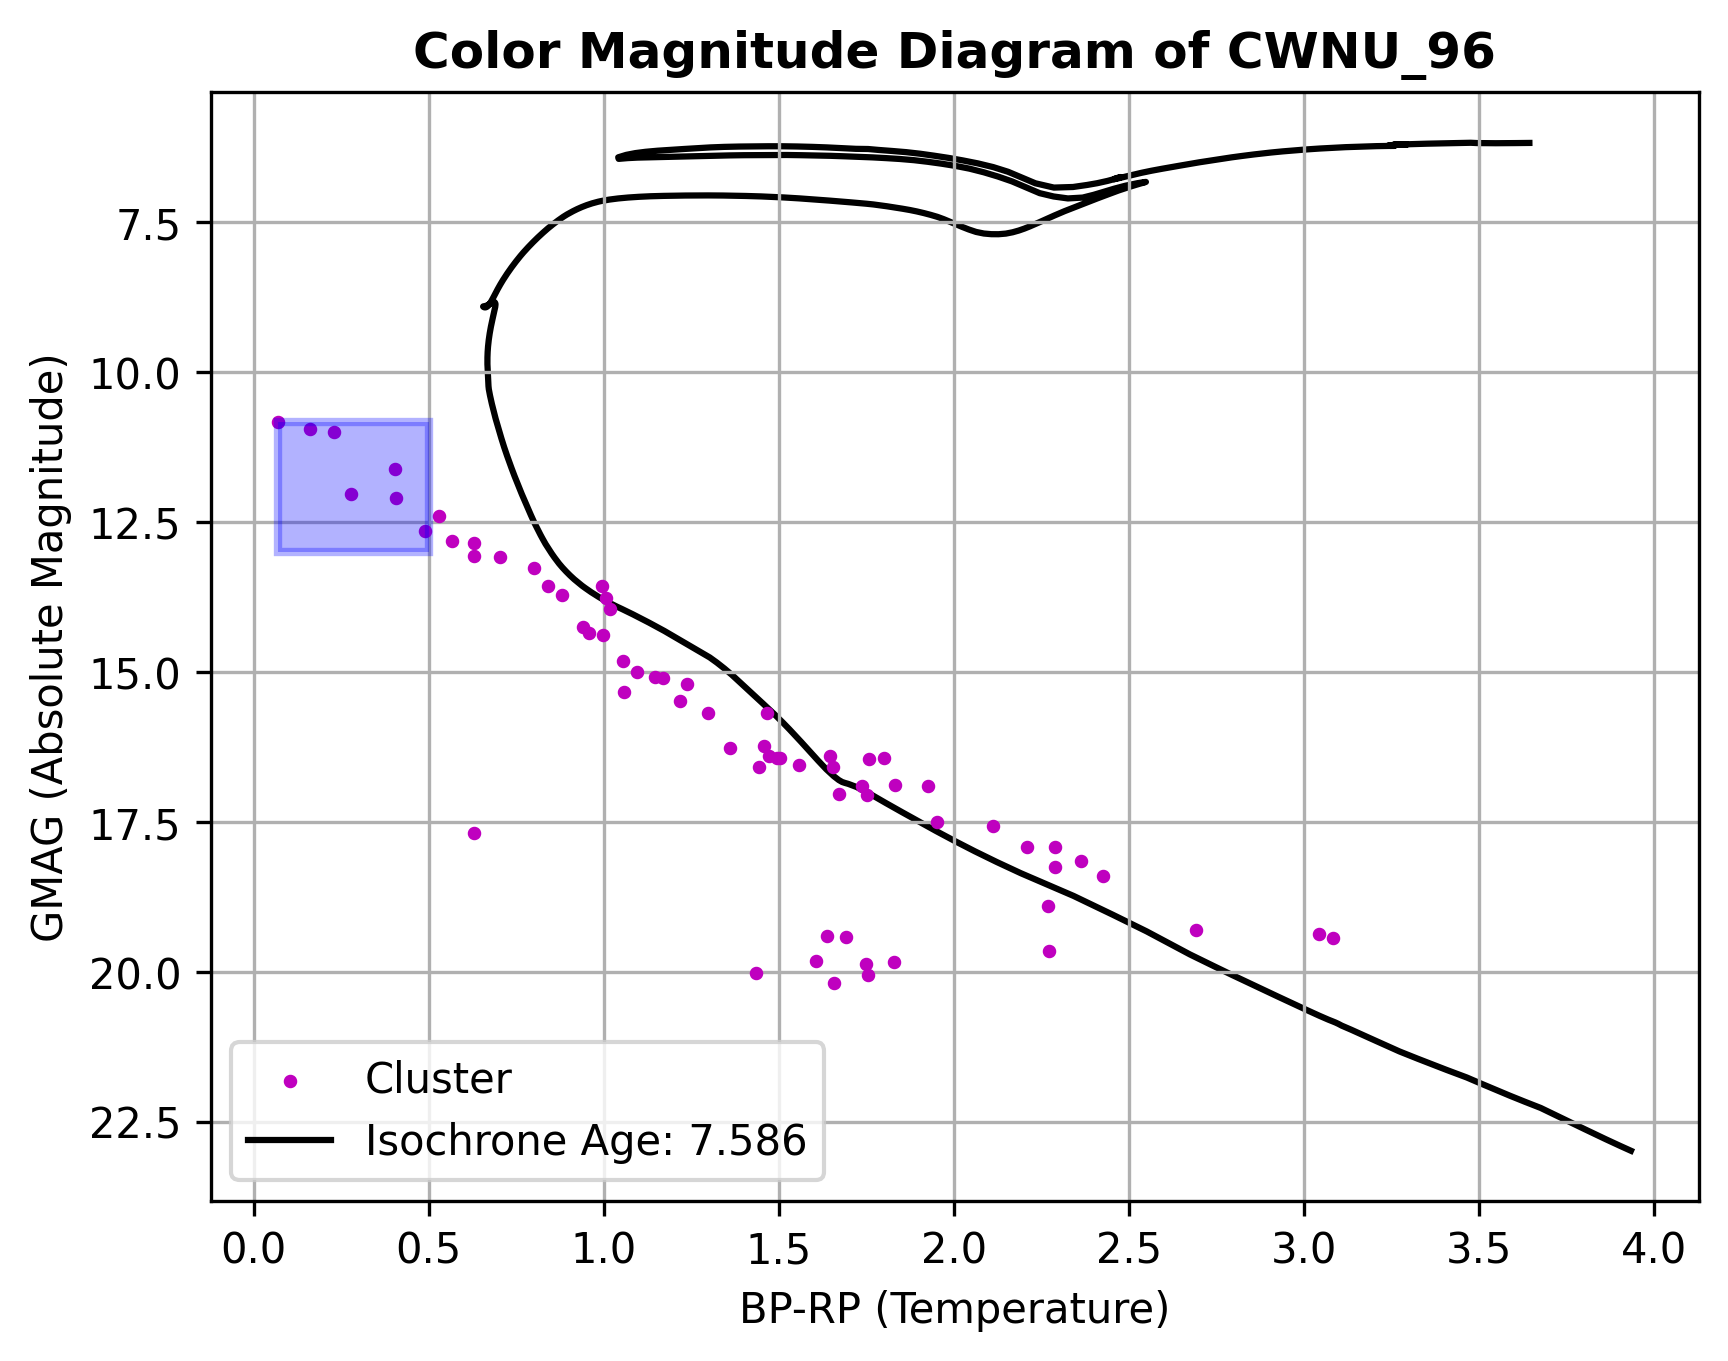 Color Magnitude Diagram of CWNU_96
GMAG (Absolute Magnitude)
7.5
10.0
12.5
15.0
17.5
20.0
22.5
Cluster
Isochrone Age: 7.586
0.0 0.5 1.0 1.5 2.0 2.5 3.0 3.5 4.0
BP-RP (Temperature)